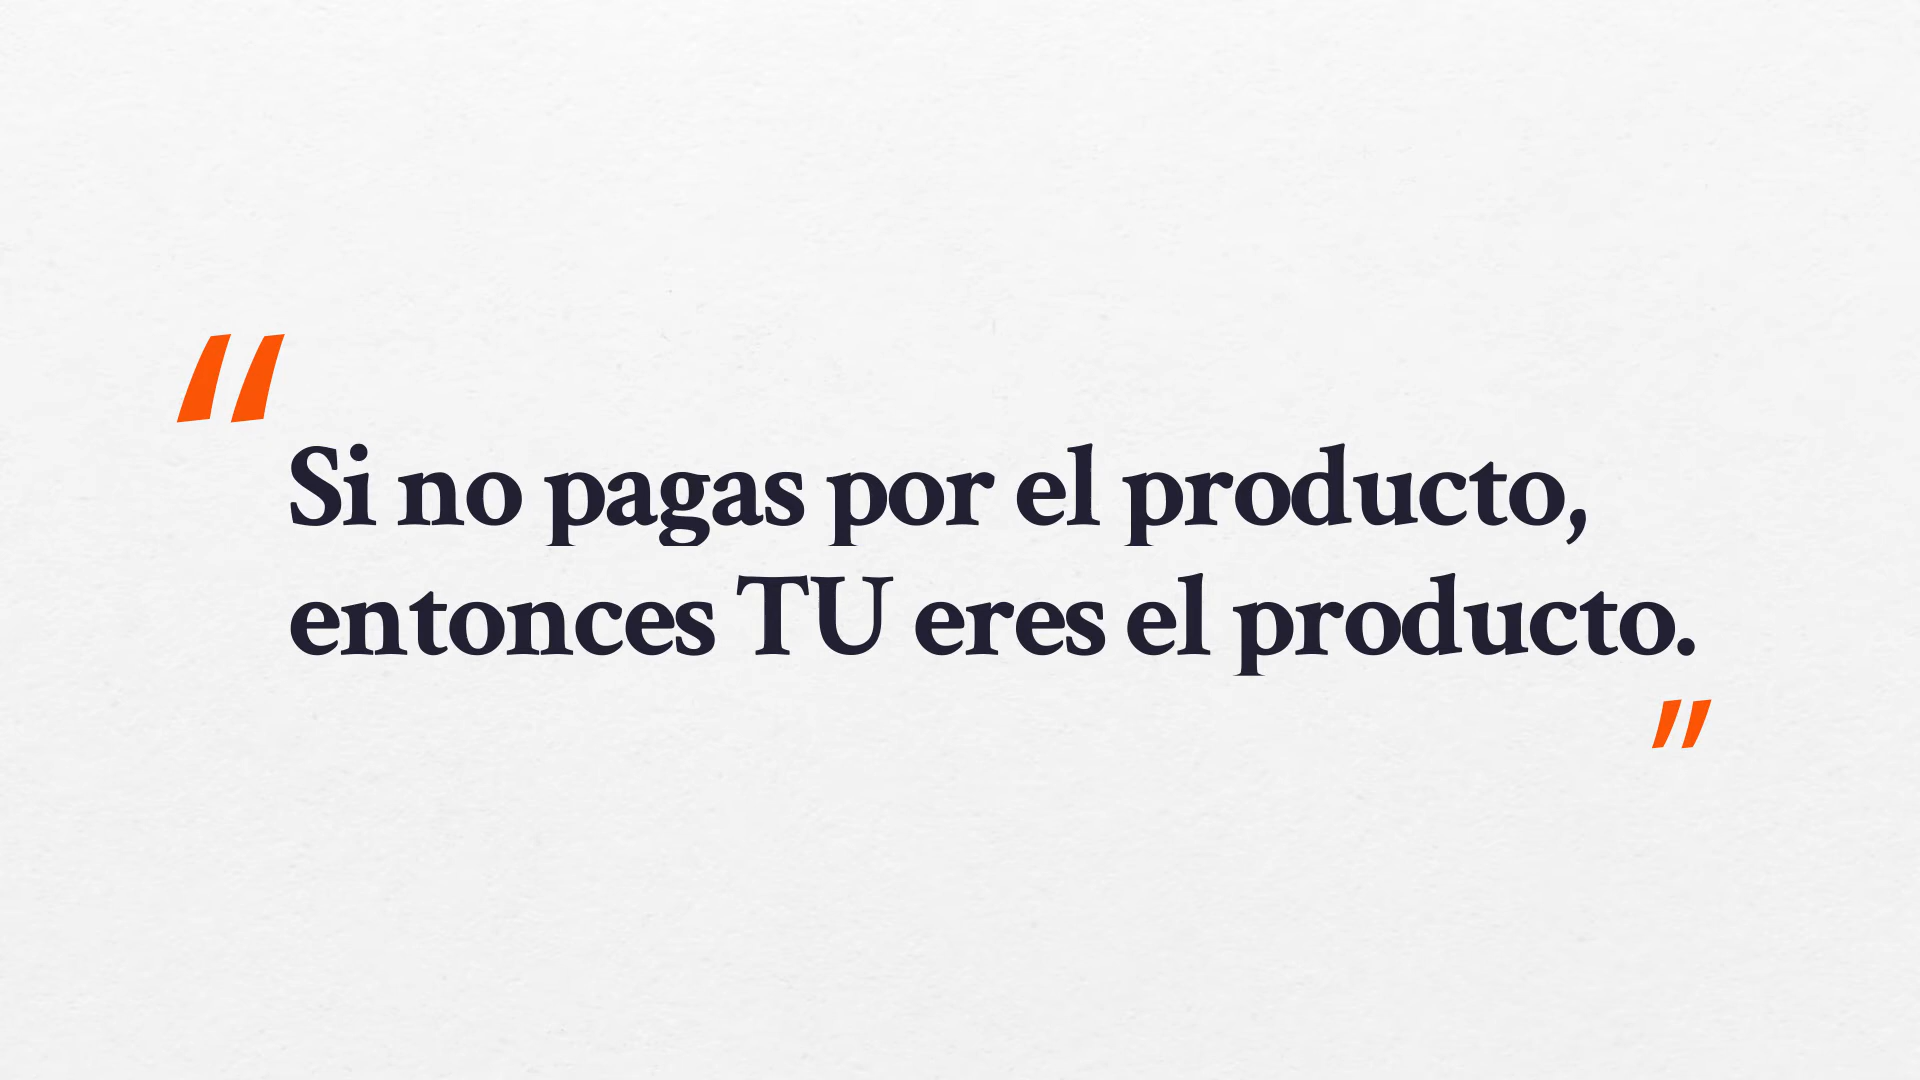 “Si no pagas por el producto,
entonces TU eres el producto.”